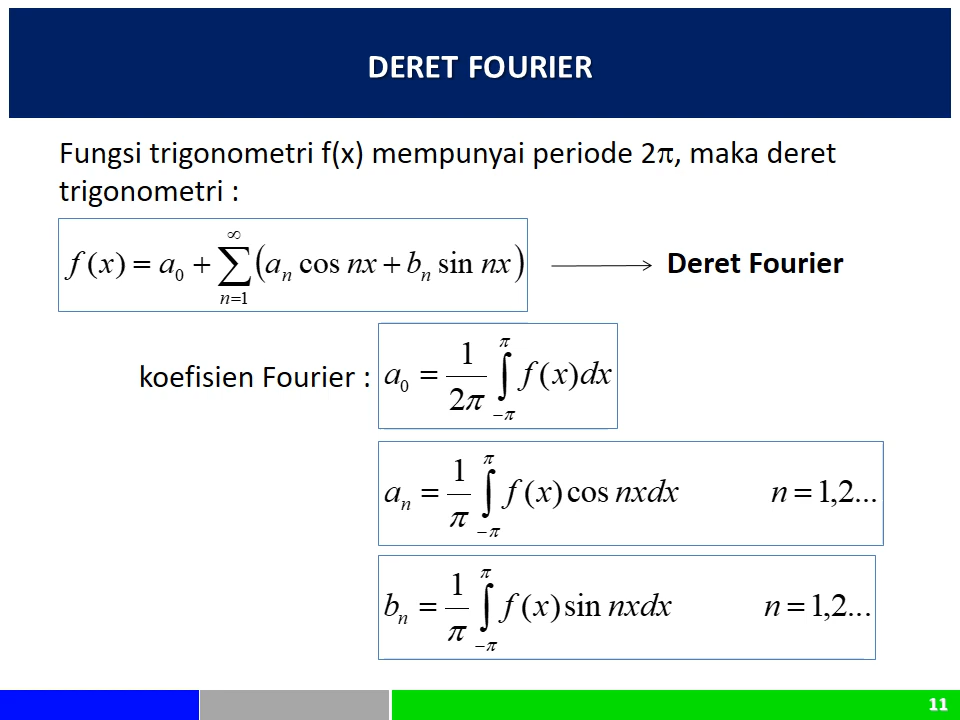 DERET FOURIER
Fungsi trigonometri f(x) mempunyai periode 2π, maka deret
trigonometri :
f(x) = a₀ + ∑_{n=1}^{∞} (aₙ cos nx + bₙ sin nx) → Deret Fourier
koefisien Fourier : a₀ = 1/(2π) ∫_{−π}^{π} f(x)dx
aₙ = 1/π ∫_{−π}^{π} f(x) cos nxdx n = 1,2...
bₙ = 1/π ∫_{−π}^{π} f(x) sin nxdx n = 1,2...
11